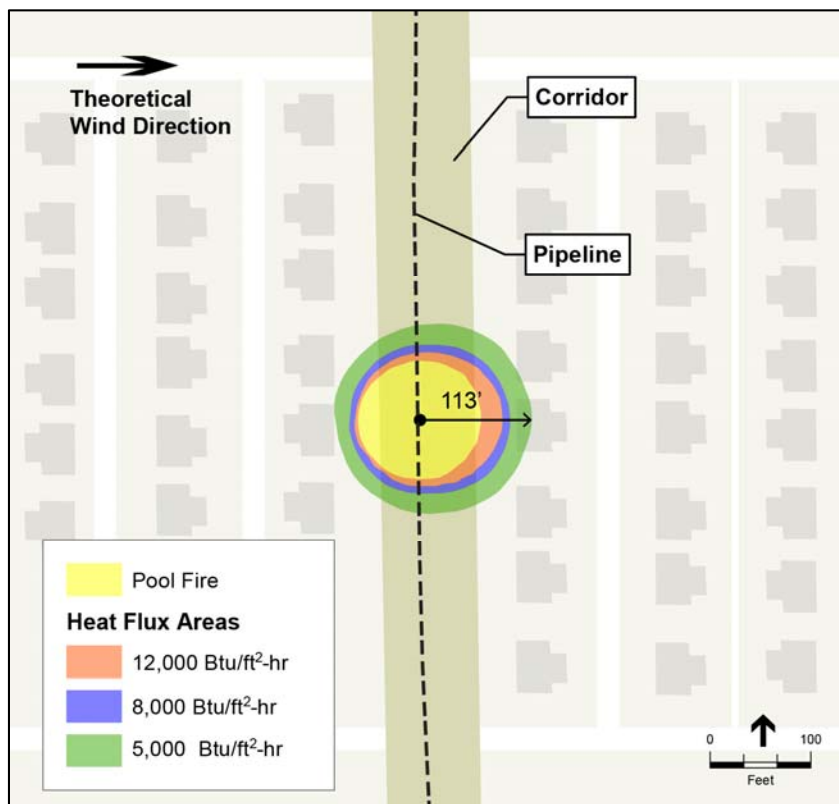 Theoretical
Wind Direction
Corridor
Pipeline
113’
Pool Fire
Heat Flux Areas
12,000 Btu/ft²-hr
8,000 Btu/ft²-hr
5,000 Btu/ft²-hr
0 100
Feet